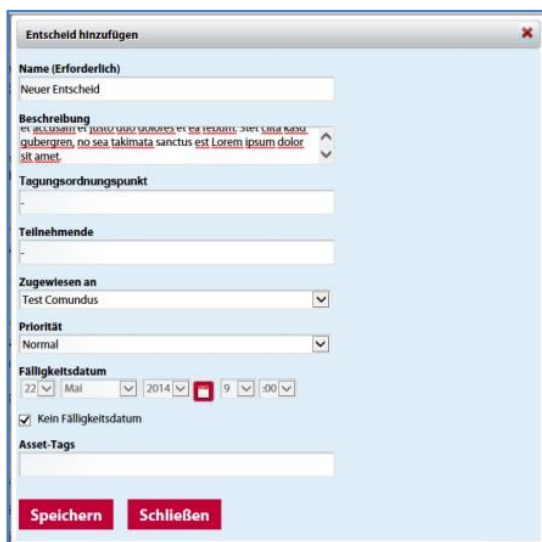 Entscheid hinzufügen
Name (Erforderlich)
Neuer Entscheid
Beschreibung
et accusam et justo duo dolores et ea rebum. Stet clita kasd
gubergren, no sea takimata sanctus est Lorem ipsum dolor
sit amet.
Tagungsordnungspunkt
-
Teilnehmende
-
Zugewiesen an
Test Comundus
Priorität
Normal
Fälligkeitsdatum
22 Mai 2014 9 :00
Kein Fälligkeitsdatum
Asset-Tags
Speichern Schließen